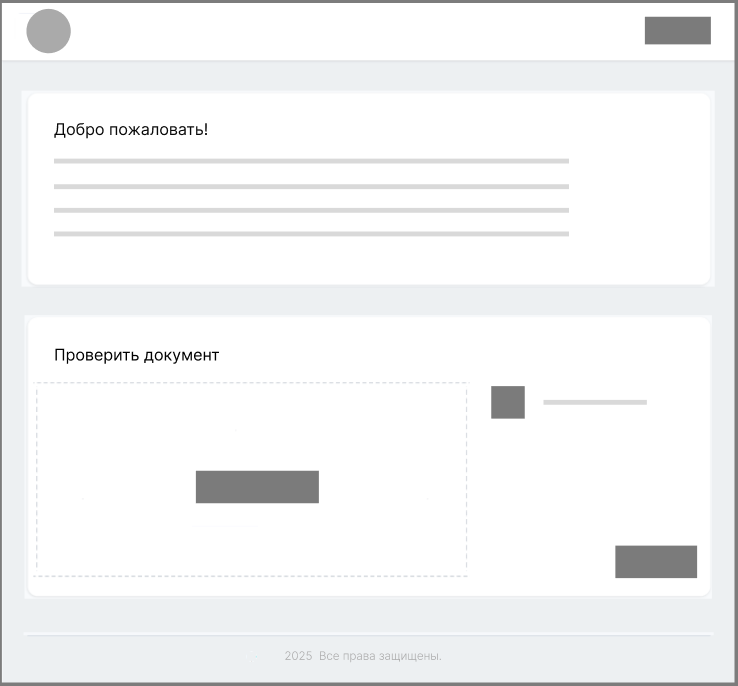 Добро пожаловать!
Проверить документ
2025 Все права защищены.